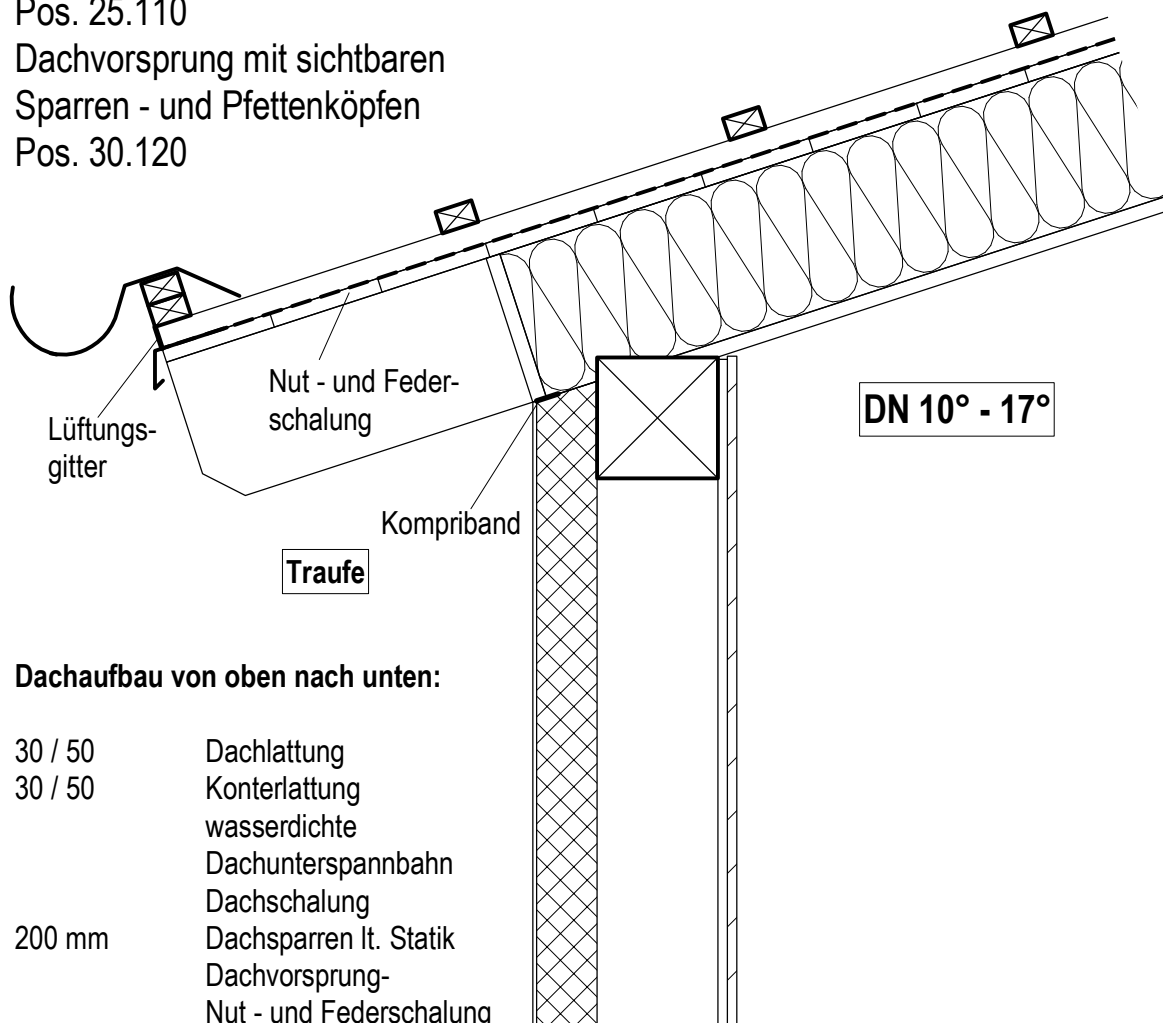 Pos. 25.110
Dachvorsprung mit sichtbaren
Sparren - und Pfettenköpfen
Pos. 30.120
Nut - und Feder-
schalung
DN 10° - 17°
Lüftungs-
gitter
Kompriband
Traufe
Dachaufbau von oben nach unten:
30 / 50 Dachlattung
30 / 50 Konterlattung
wasserdichte
Dachunterspannbahn
Dachschalung
200 mm Dachsparren lt. Statik
Dachvorsprung-
Nut - und Federschalung